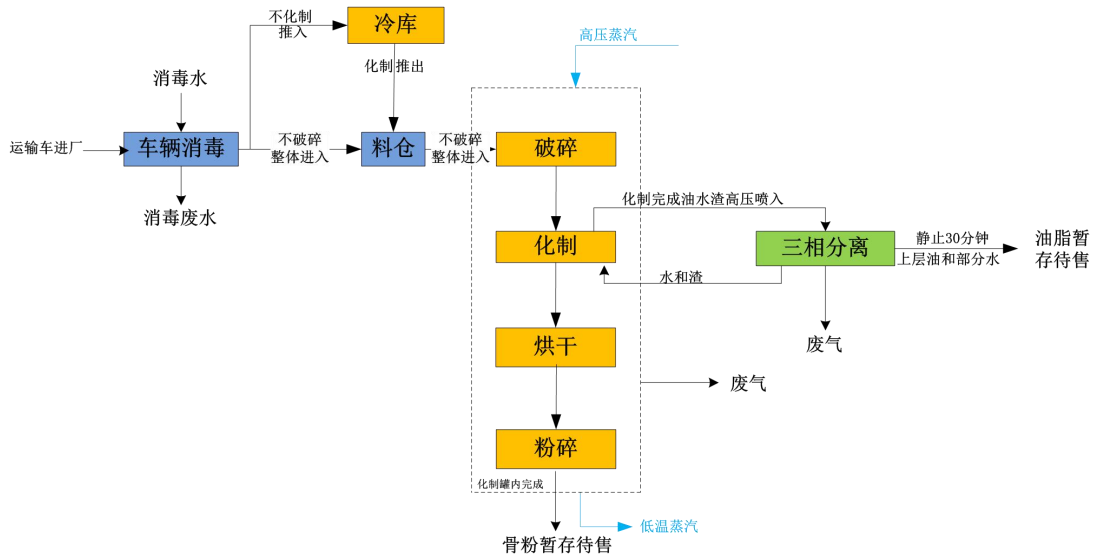 不化制
推入
冷库
高压蒸汽
化制 推出
消毒水
运输车进厂
车辆消毒
不破碎
整体进入
料仓
不破碎
整体进入
破碎
消毒废水
化制完成油水渣高压喷入
化制
三相分离
静止30分钟
上层油和部分水
油脂暂
存待售
水和渣
废气
烘干
废气
粉碎
化制罐内完成
低温蒸汽
骨粉暂存待售